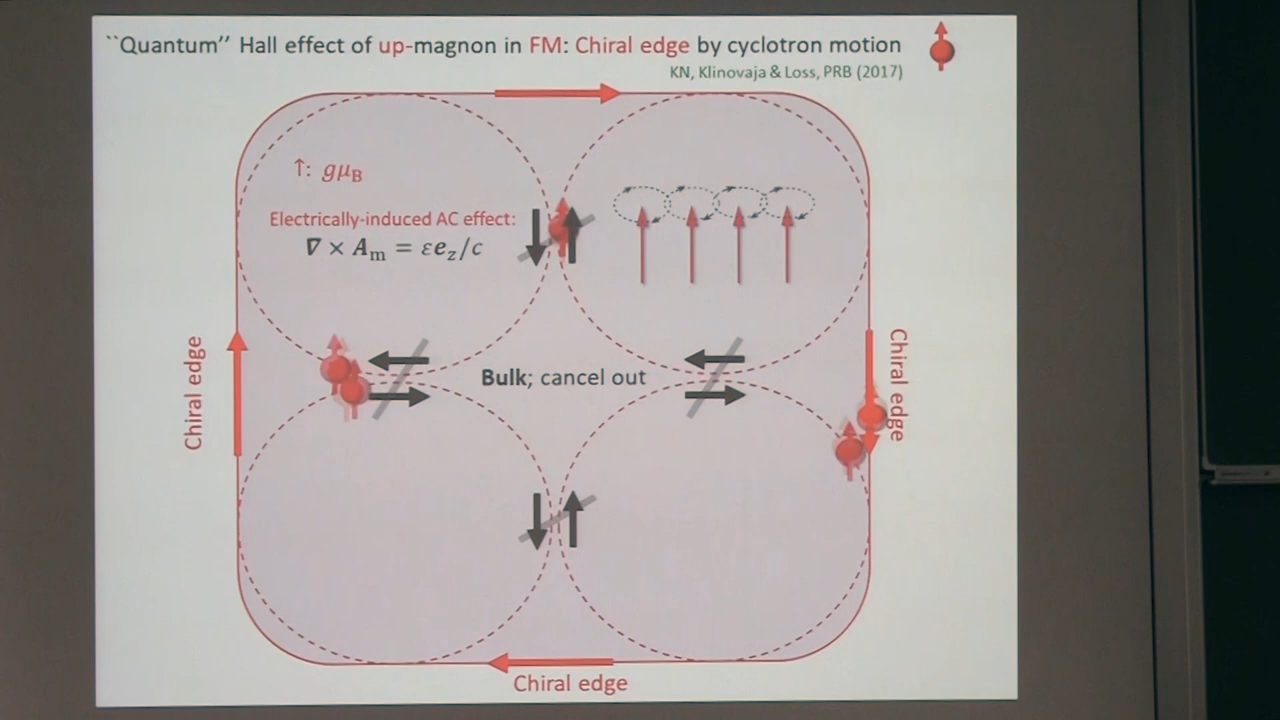 ``Quantum'' Hall effect of up-magnon in FM: Chiral edge by cyclotron motion
KN, Klinovaja & Loss, PRB (2017)
↑: gμB
Electrically-induced AC effect:
∇ × Am = εez/c
Chiral edge
Bulk; cancel out
Chiral edge
Chiral edge